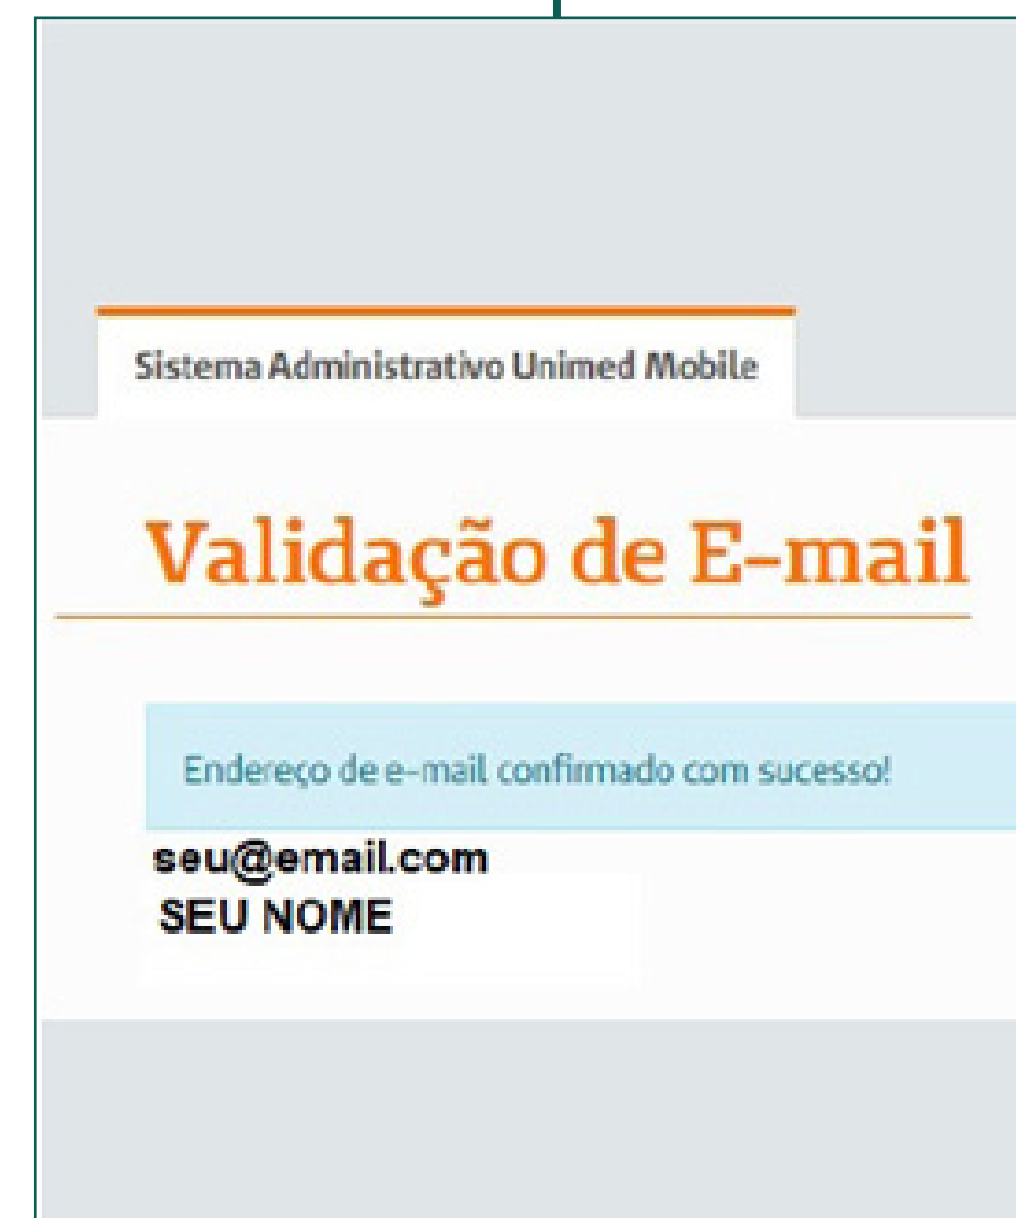 Sistema Administrativo Unimed Mobile
Validação de E-mail
Endereço de e-mail confirmado com sucesso!
seu@email.com
SEU NOME